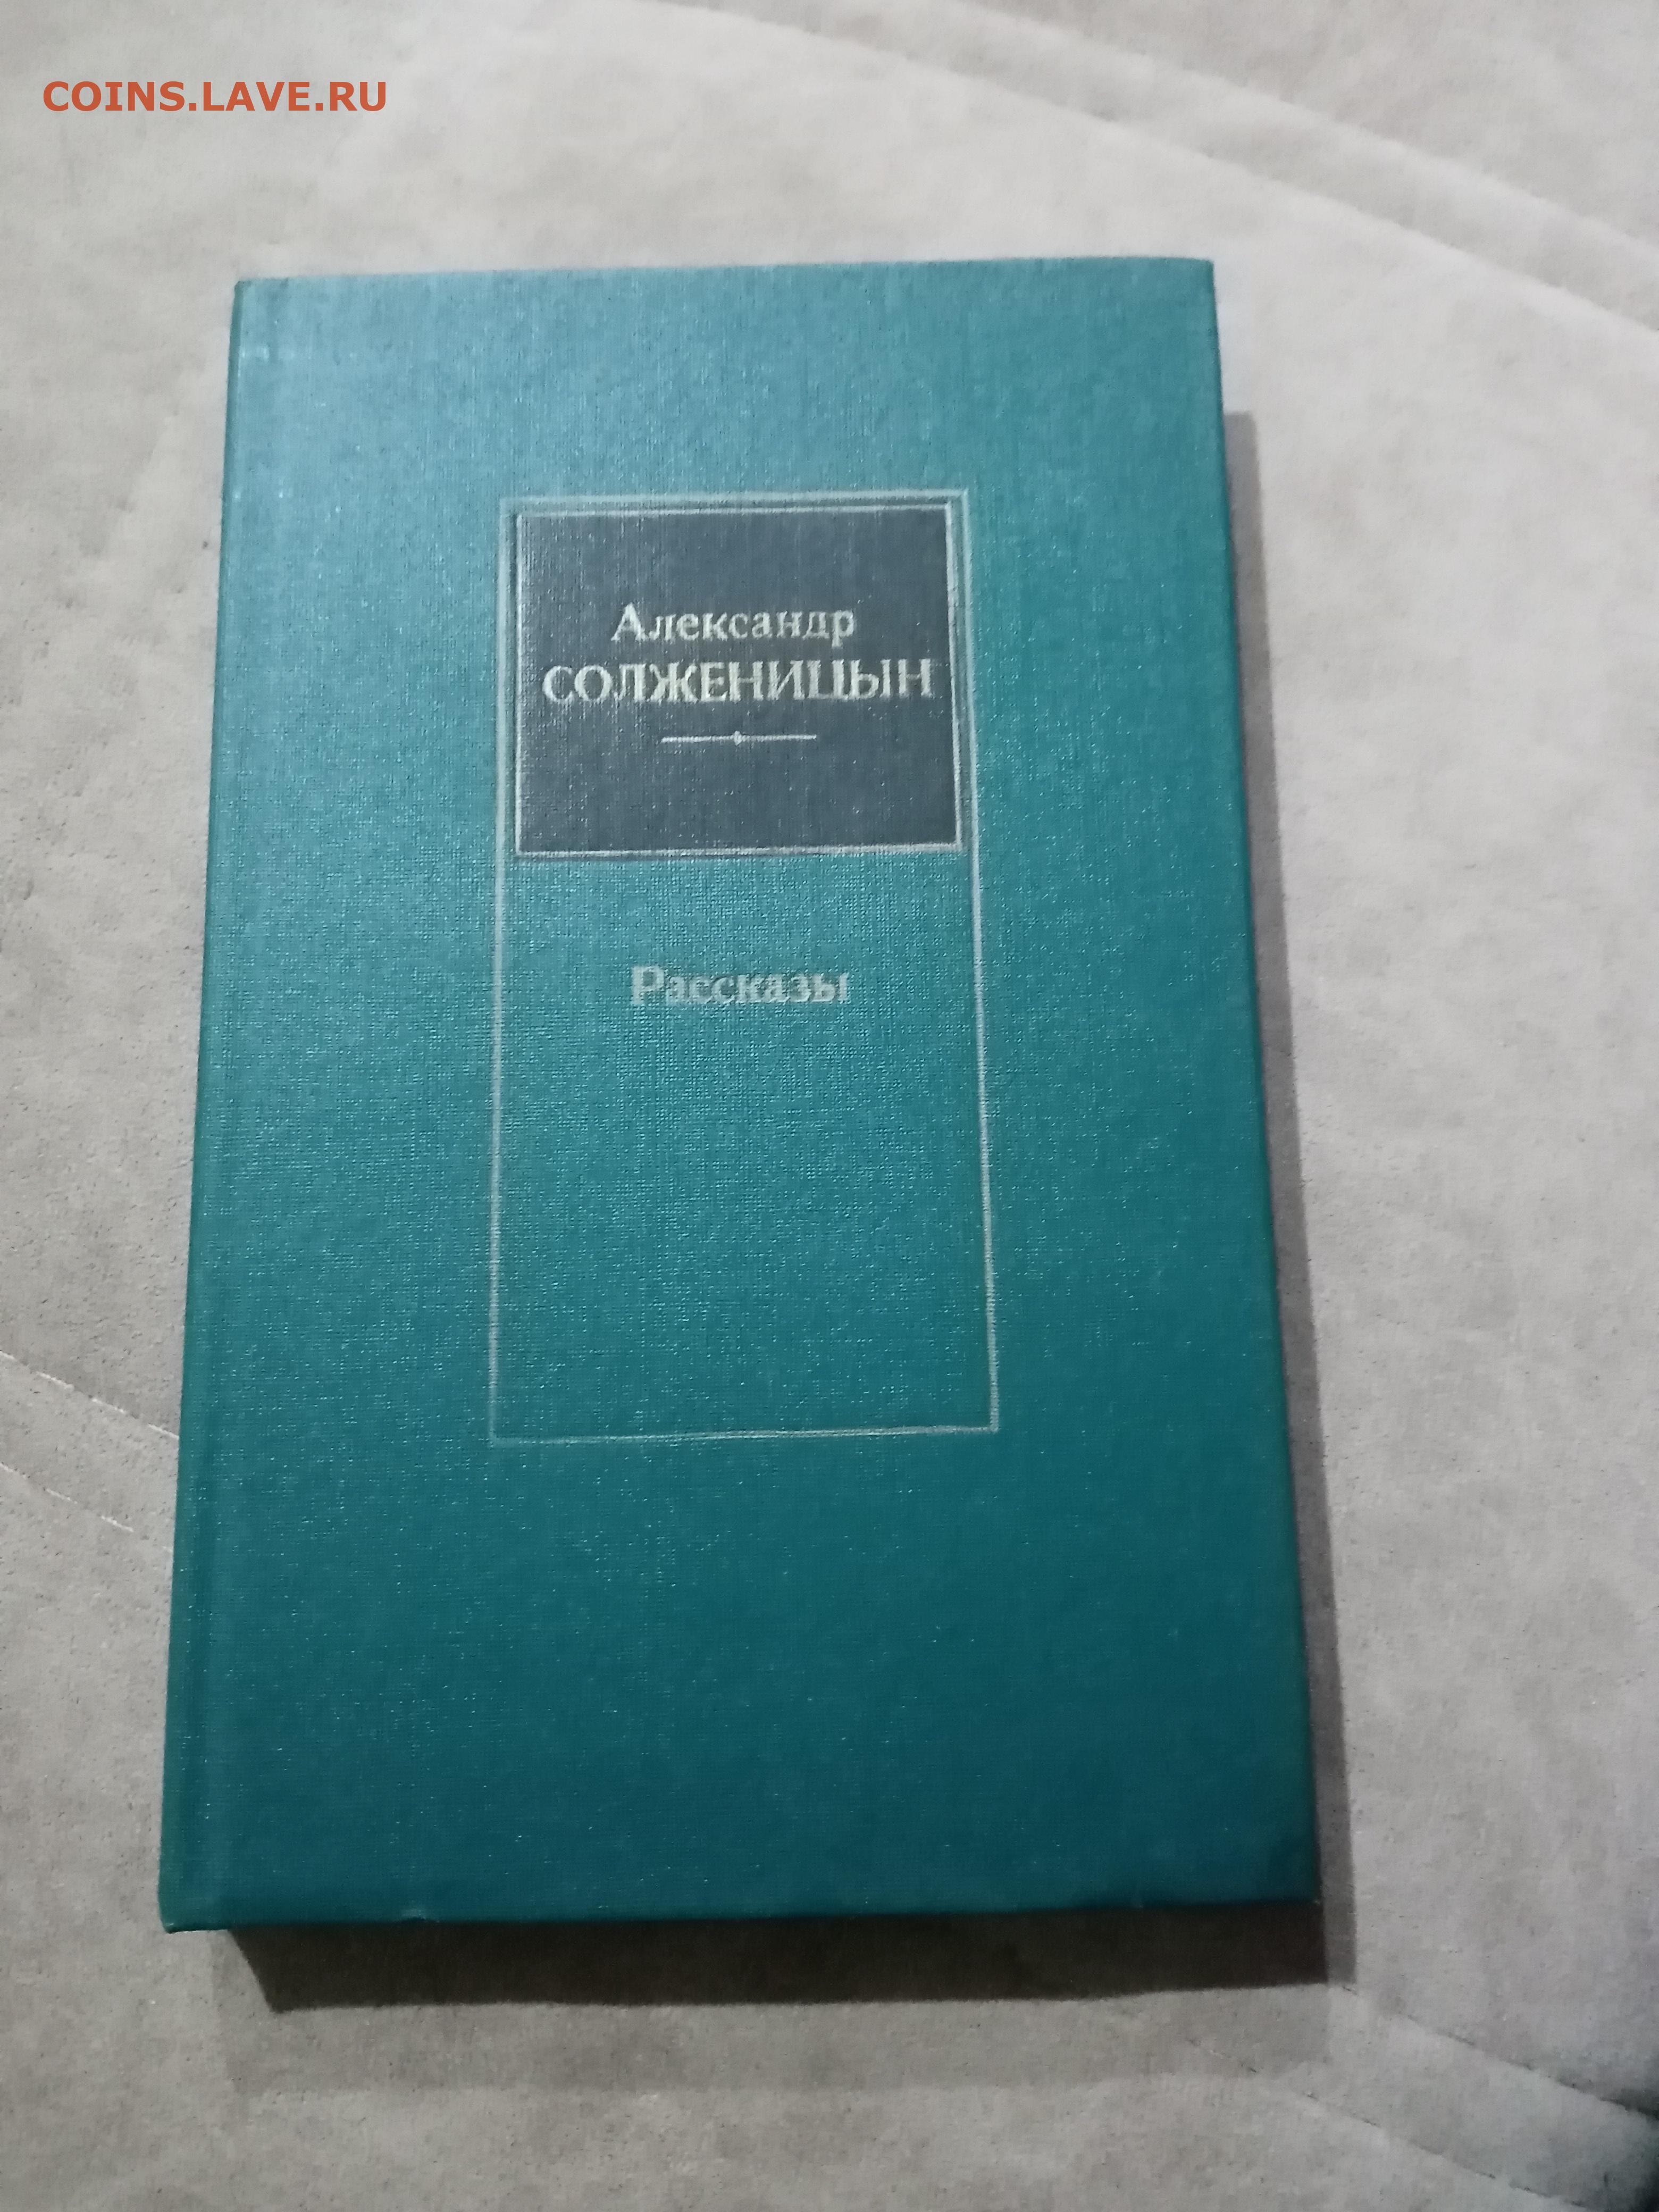 COINS.LAVE.RU
Александр
СОЛЖЕНИЦЫН
Рассказы